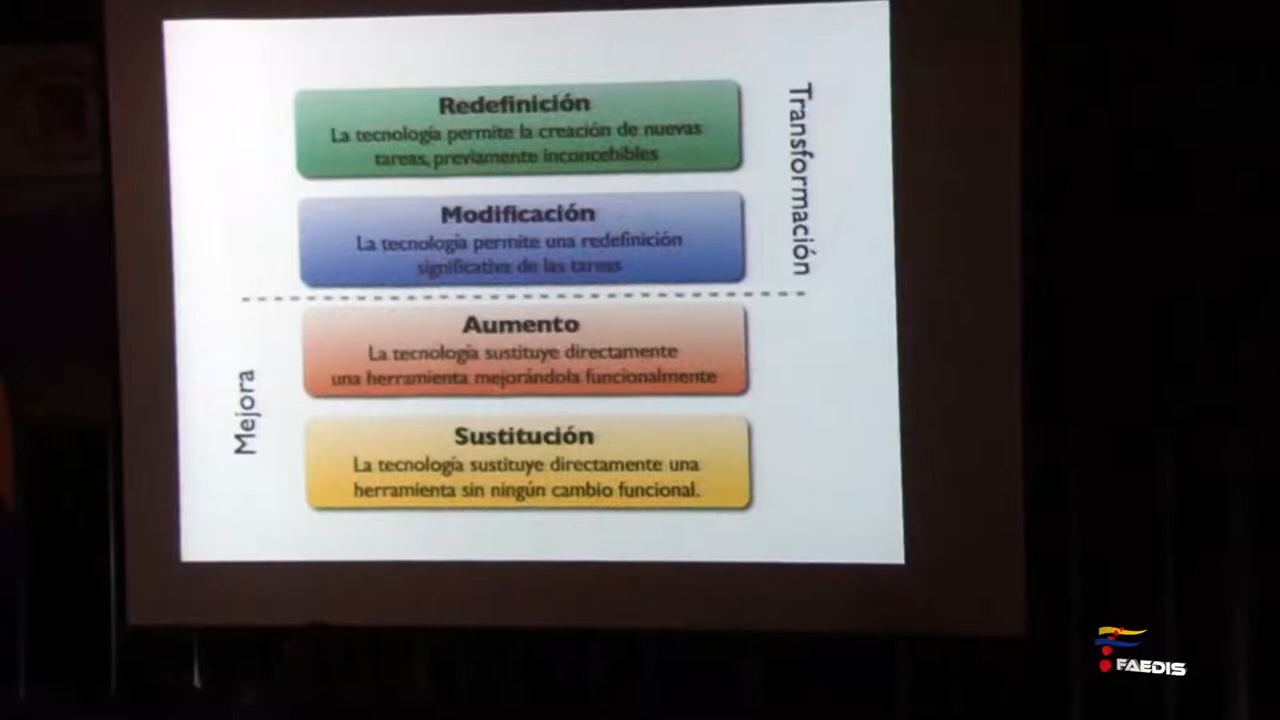 Redefinición
La tecnología permite la creación de nuevas
tareas, previamente inconcebibles
Transformación
Modificación
La tecnología permite una redefinición
significativa de las tareas
Aumento
La tecnología sustituye directamente
una herramienta mejorándola funcionalmente
Mejora
Sustitución
La tecnología sustituye directamente una
herramienta sin ningún cambio funcional.
FAEDIS